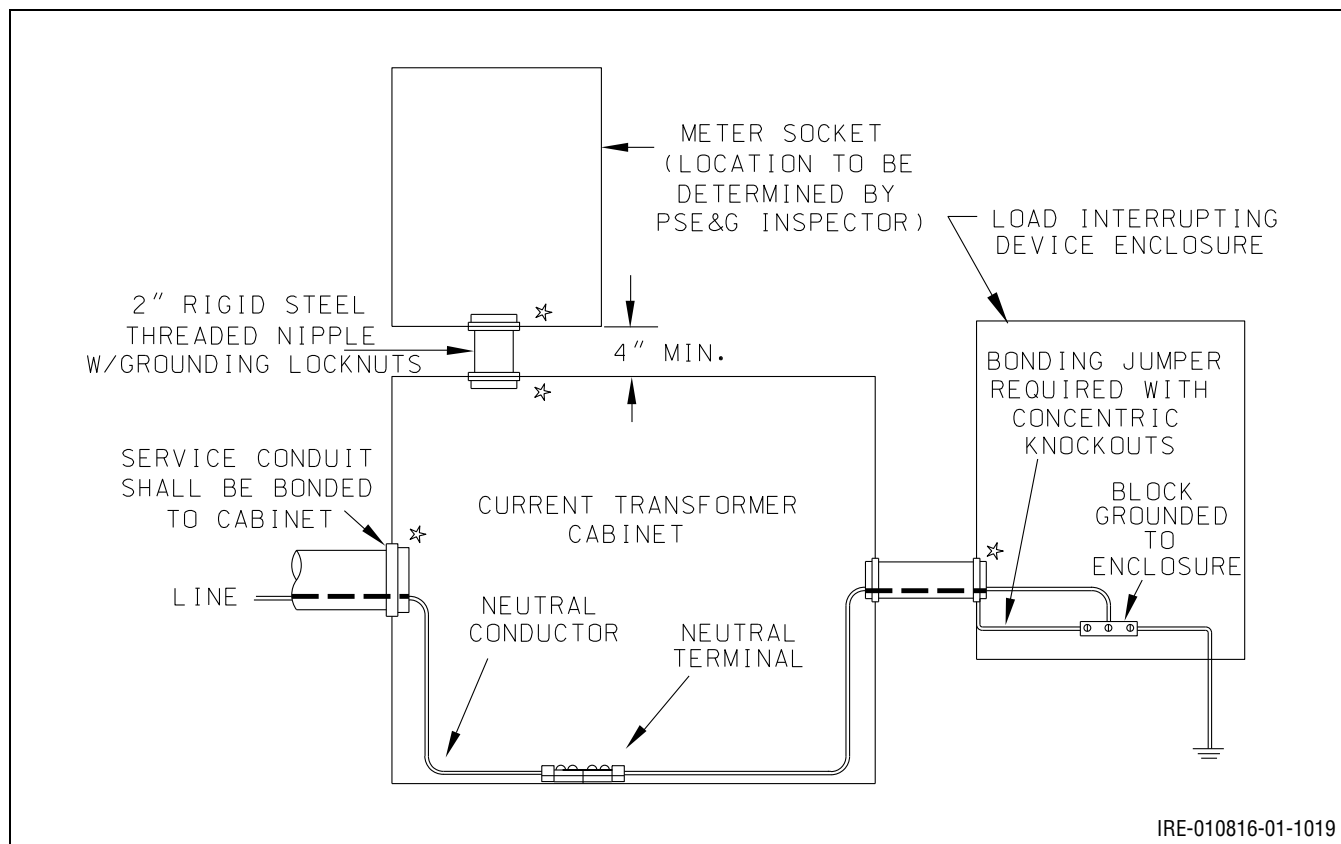 METER SOCKET
(LOCATION TO BE
DETERMINED BY
PSE&G INSPECTOR)
LOAD INTERRUPTING
DEVICE ENCLOSURE
2" RIGID STEEL
THREADED NIPPLE
W/GROUNDING LOCKNUTS
4" MIN.
BONDING JUMPER
REQUIRED WITH
CONCENTRIC
KNOCKOUTS
SERVICE CONDUIT
SHALL BE BONDED
TO CABINET
CURRENT TRANSFORMER
CABINET
BLOCK
GROUNDED
TO
ENCLOSURE
LINE
NEUTRAL
CONDUCTOR
NEUTRAL
TERMINAL
IRE-010816-01-1019